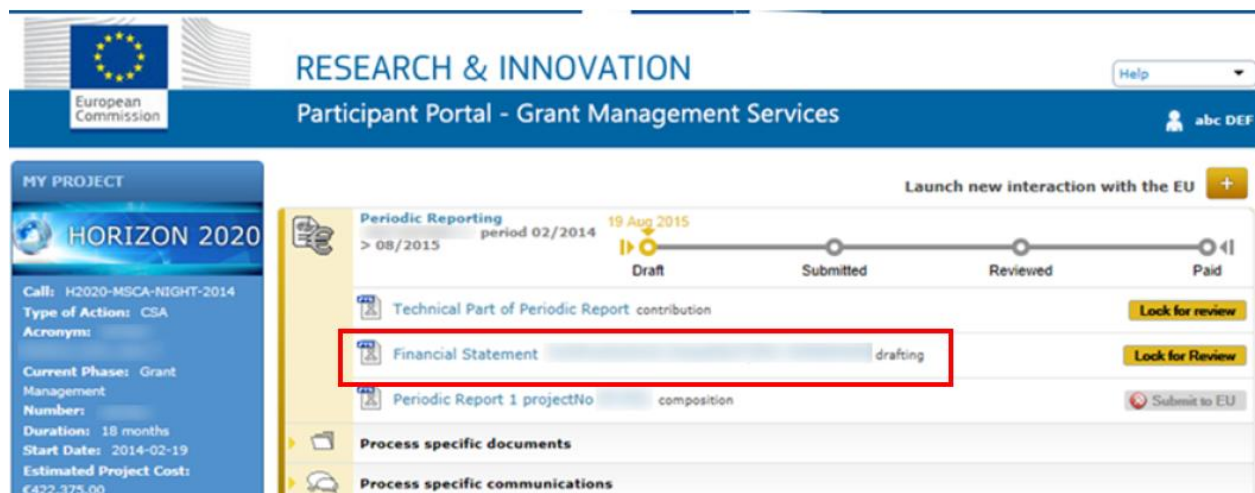 European
Commission
RESEARCH & INNOVATION
Help
Participant Portal - Grant Management Services
abc DEF
MY PROJECT
HORIZON 2020
Call: H2020-MSCA-NIGHT-2014
Type of Action: CSA
Acronym:
Current Phase: Grant
Management
Number:
Duration: 18 months
Start Date: 2014-02-19
Estimated Project Cost:
€422,375.00
Launch new interaction with the EU +
Periodic Reporting
period 02/2014
> 08/2015
19 Aug 2015
Draft Submitted Reviewed Paid
Technical Part of Periodic Report contribution Lock for review
Financial Statement drafting Lock for Review
Periodic Report 1 projectNo composition Submit to EU
Process specific documents
Process specific communications